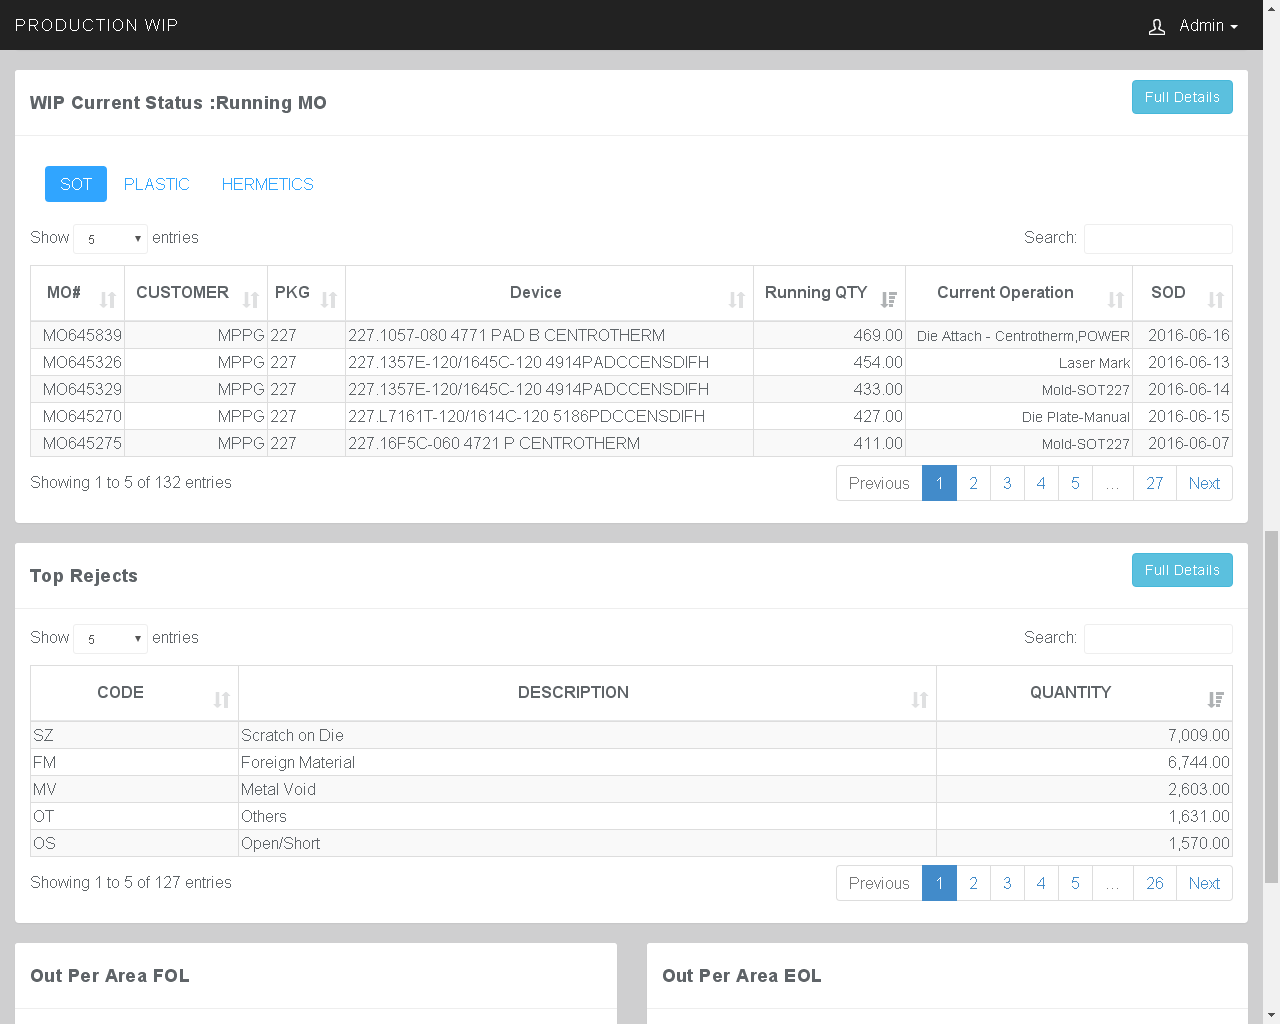 PRODUCTION WIP Admin
WIP Current Status :Running MO Full Details
SOT PLASTIC HERMETICS
Show 5 entries Search:
MO# CUSTOMER PKG Device Running QTY Current Operation SOD
MO645839 MPPG 227 227.1057-080 4771 PAD B CENTROTHERM 469.00 Die Attach - Centrotherm,POWER 2016-06-16
MO645326 MPPG 227 227.1357E-120/1645C-120 4914PADCCENSDIFH 454.00 Laser Mark 2016-06-13
MO645329 MPPG 227 227.1357E-120/1645C-120 4914PADCCENSDIFH 433.00 Mold-SOT227 2016-06-14
MO645270 MPPG 227 227.L7161T-120/1614C-120 5186PDCCENSDIFH 427.00 Die Plate-Manual 2016-06-15
MO645275 MPPG 227 227.16F5C-060 4721 P CENTROTHERM 411.00 Mold-SOT227 2016-06-07
Showing 1 to 5 of 132 entries Previous 1 2 3 4 5 ... 27 Next
Top Rejects Full Details
Show 5 entries Search:
CODE DESCRIPTION QUANTITY
SZ Scratch on Die 7,009.00
FM Foreign Material 6,744.00
MV Metal Void 2,603.00
OT Others 1,631.00
OS Open/Short 1,570.00
Showing 1 to 5 of 127 entries Previous 1 2 3 4 5 ... 26 Next
Out Per Area FOL Out Per Area EOL